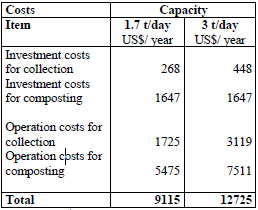 Costs Capacity
Item 1.7 t/day 3 t/day
US$/ year US$/ year
Investment costs
for collection 268 448
Investment costs
for composting 1647 1647
Operation costs for
collection 1725 3119
Operation costs for
composting 5475 7511
Total 9115 12725